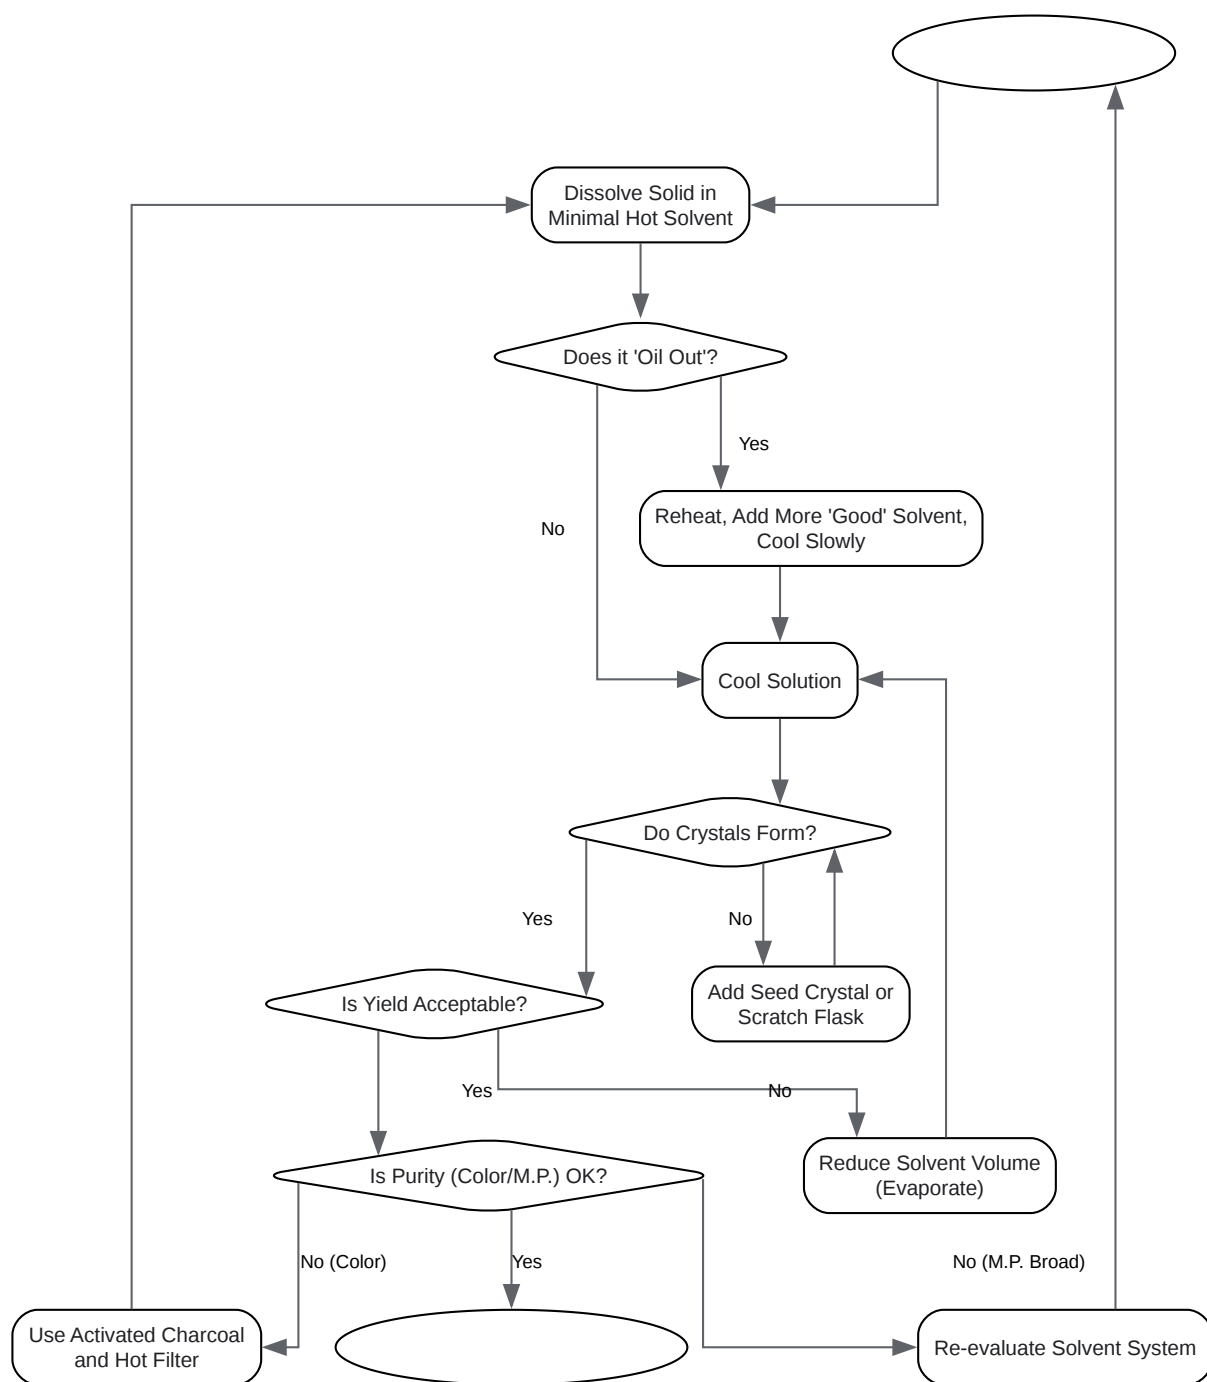 Dissolve Solid in
Minimal Hot Solvent
Does it 'Oil Out'?
Yes
Reheat, Add More 'Good' Solvent,
Cool Slowly
No
Cool Solution
Do Crystals Form?
Yes
No
Is Yield Acceptable?
Add Seed Crystal or
Scratch Flask
Yes
No
Is Purity (Color/M.P.) OK?
Reduce Solvent Volume
(Evaporate)
No (Color)
Yes
No (M.P. Broad)
Use Activated Charcoal
and Hot Filter
Re-evaluate Solvent System